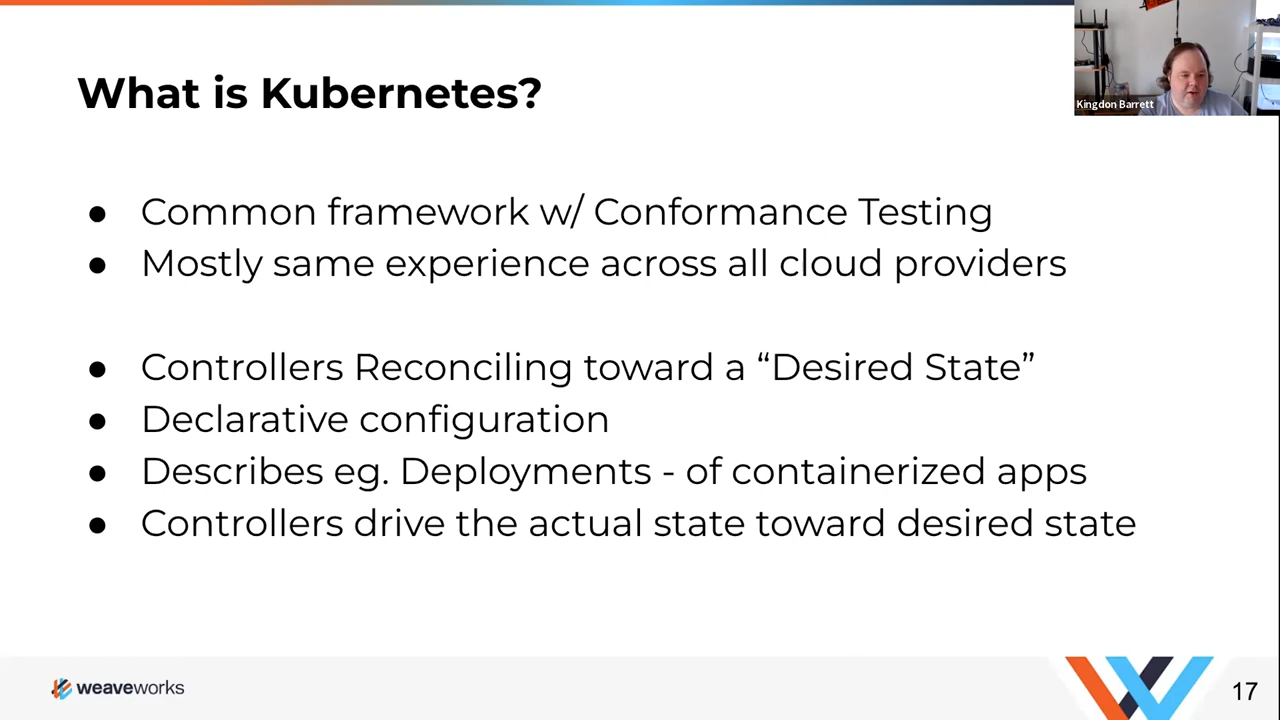 What is Kubernetes?
Kingdon Barrett
● Common framework w/ Conformance Testing
● Mostly same experience across all cloud providers
● Controllers Reconciling toward a “Desired State”
● Declarative configuration
● Describes eg. Deployments - of containerized apps
● Controllers drive the actual state toward desired state
weaveworks
17